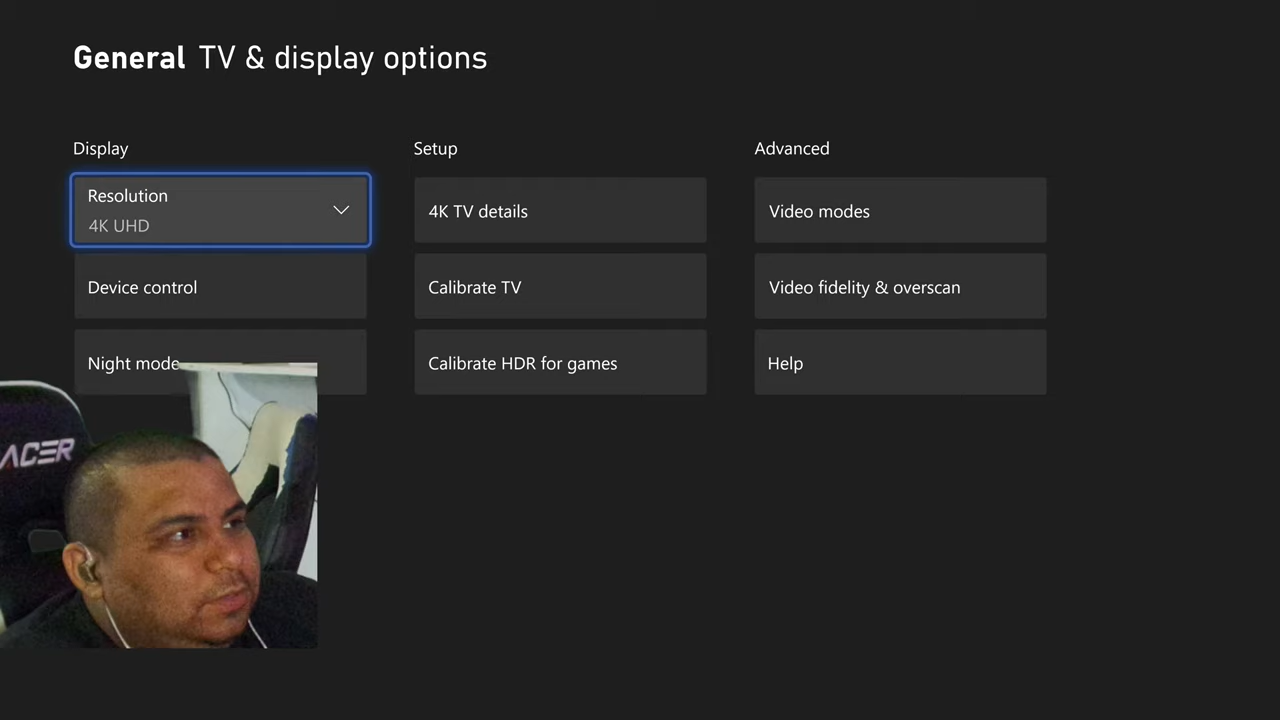 General TV & display options
Display
Resolution
4K UHD
Device control
Night mode
Setup
4K TV details
Calibrate TV
Calibrate HDR for games
Advanced
Video modes
Video fidelity & overscan
Help
ACER